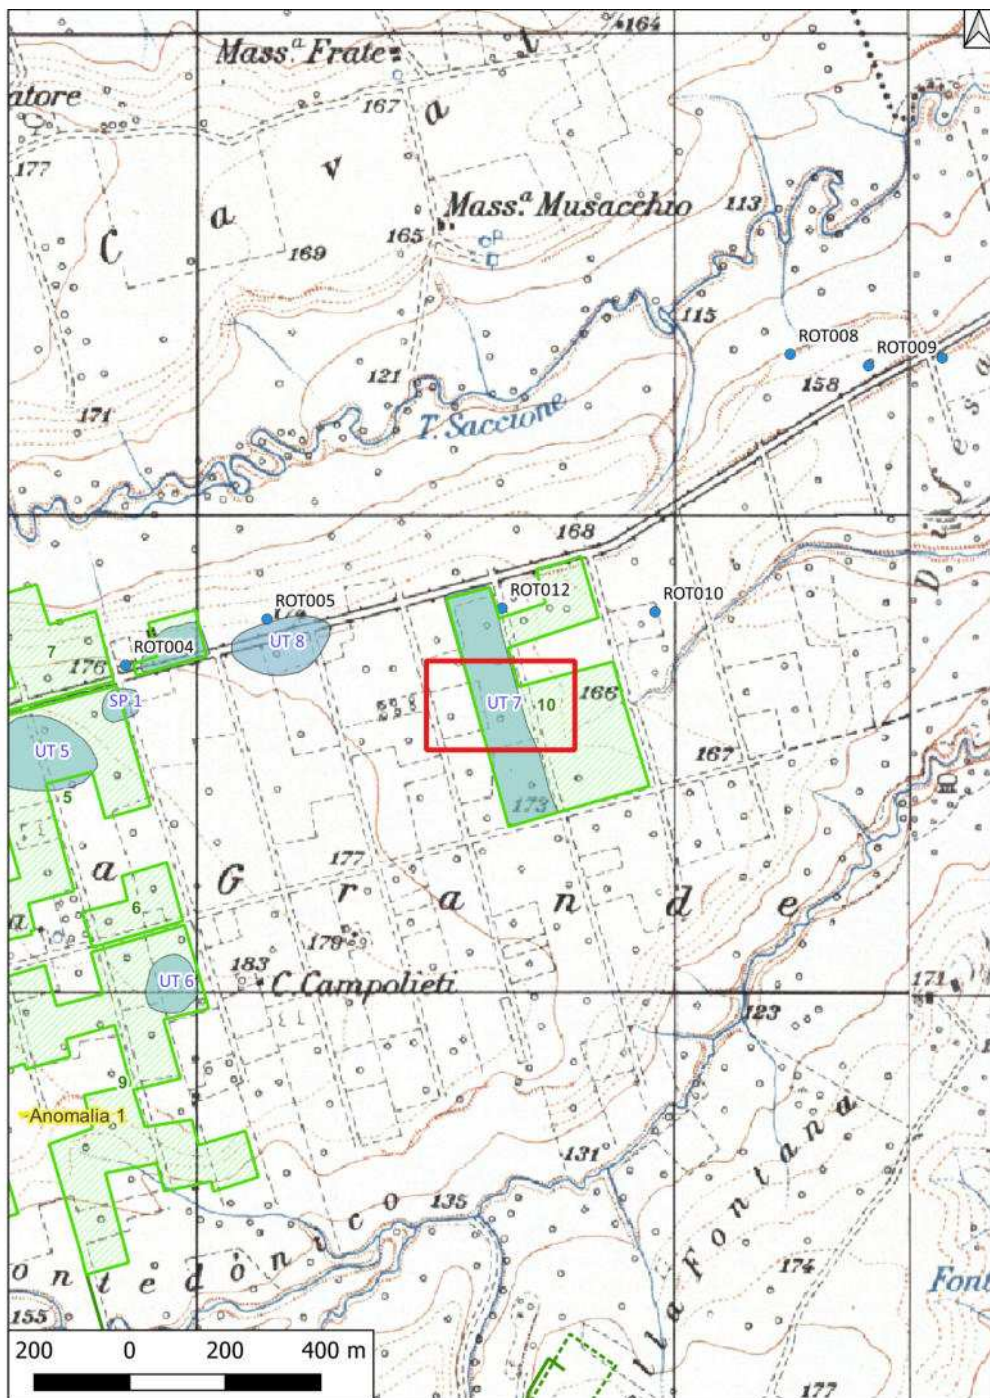 164
Mass.ª Frate
atore
167
177
C a v a t
Mass.ª Musacchio
113
165
169
115
ROT008
ROT009
158
121
171
T. Saccione
168
ROT005
ROT012
ROT010
ROT004
7
176
UT 8
SP 1
UT 7
10
166
UT 5
5
167
173
177
a G r a n d e
6
a
179
UT 6
183
C. Campolieti
171
123
9
Anomalia 1
131
135
o n t e d ò n i c o
la Fontana
174
155
Font
177
200 0 200 400 m